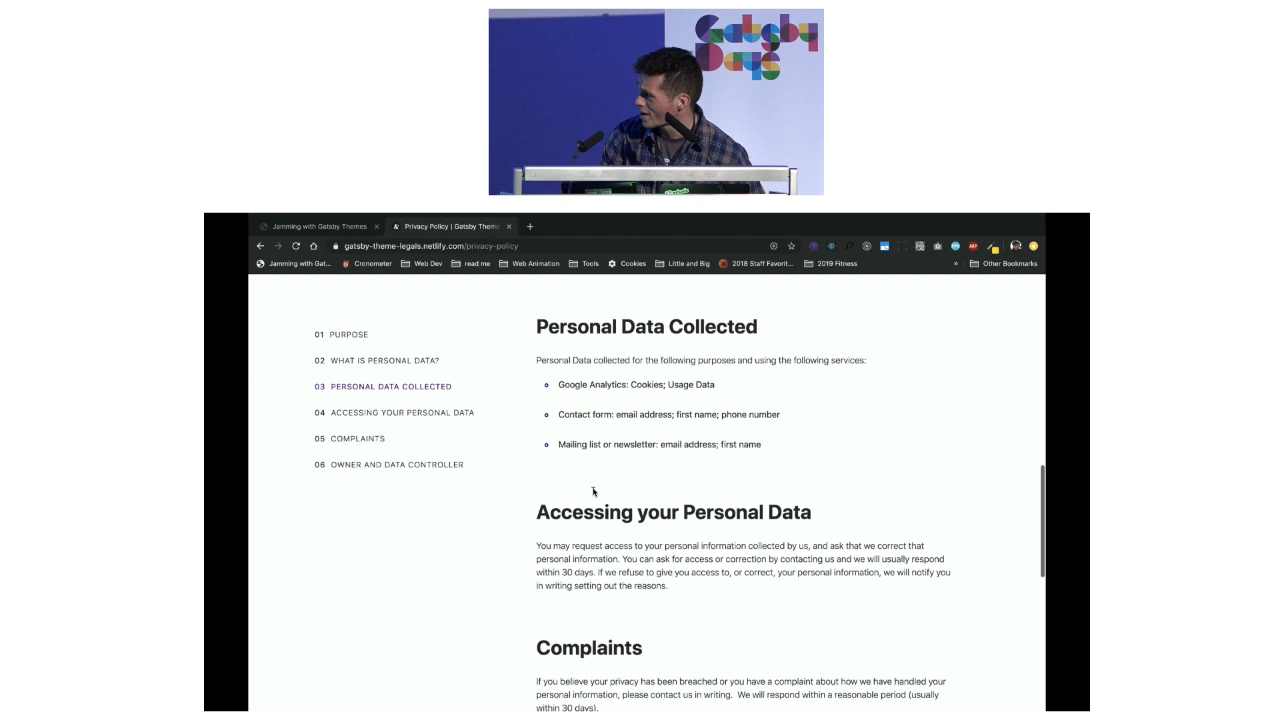 Gatsby
Days
Jamming with Gatsby Themes
Privacy Policy | Gatsby Them
gatsby-theme-legals.netlify.com/privacy-policy
Jamming with Gat...
Cronometer
Web Dev
read me
Web Animation
Tools
Cookies
Little and Big
2018 Staff Favorit...
2019 Fitness
»
Other Bookmarks
01 PURPOSE
02 WHAT IS PERSONAL DATA?
03 PERSONAL DATA COLLECTED
04 ACCESSING YOUR PERSONAL DATA
05 COMPLAINTS
06 OWNER AND DATA CONTROLLER
Personal Data Collected
Personal Data collected for the following purposes and using the following services:
Google Analytics: Cookies; Usage Data
Contact form: email address; first name; phone number
Mailing list or newsletter: email address; first name
Accessing your Personal Data
You may request access to your personal information collected by us, and ask that we correct that
personal information. You can ask for access or correction by contacting us and we will usually respond
within 30 days. If we refuse to give you access to, or correct, your personal information, we will notify you
in writing setting out the reasons.
Complaints
If you believe your privacy has been breached or you have a complaint about how we have handled your
personal information, please contact us in writing. We will respond within a reasonable period (usually
within 30 days).